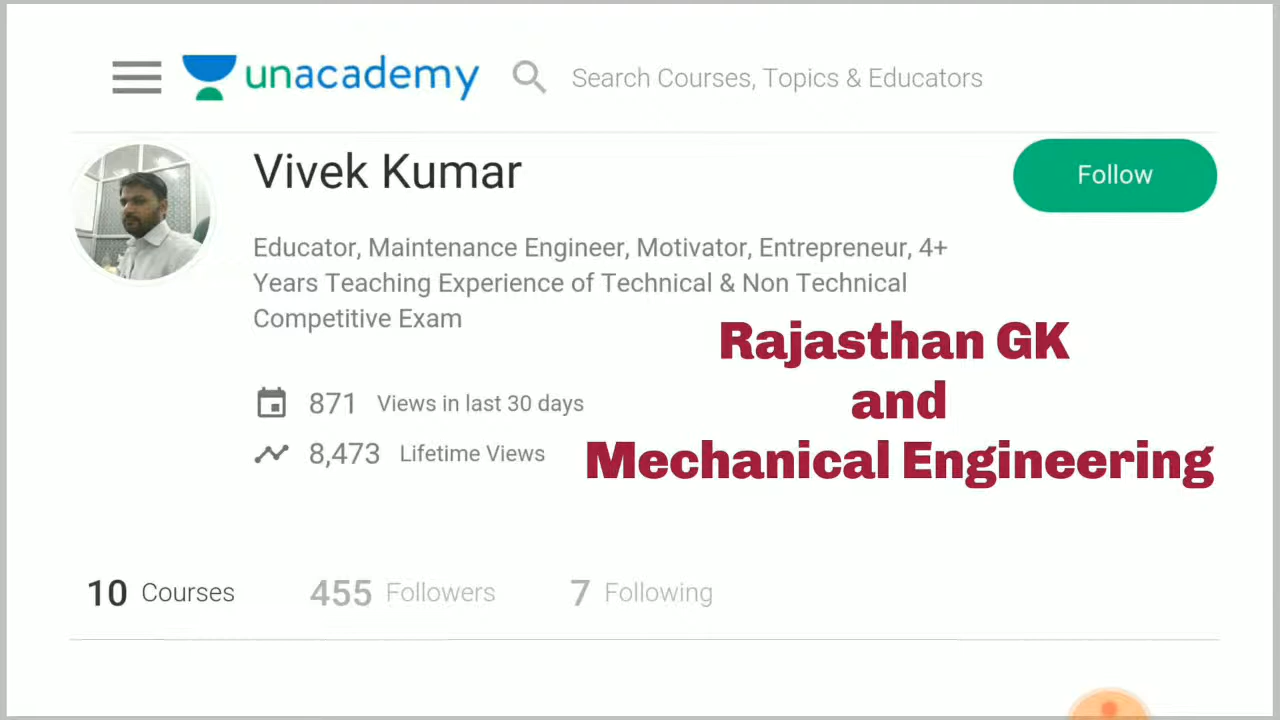 unacademy
Search Courses, Topics & Educators
Vivek Kumar
Follow
Educator, Maintenance Engineer, Motivator, Entrepreneur, 4+
Years Teaching Experience of Technical & Non Technical
Competitive Exam
Rajasthan GK
and
Mechanical Engineering
871 Views in last 30 days
8,473 Lifetime Views
10 Courses
455 Followers
7 Following